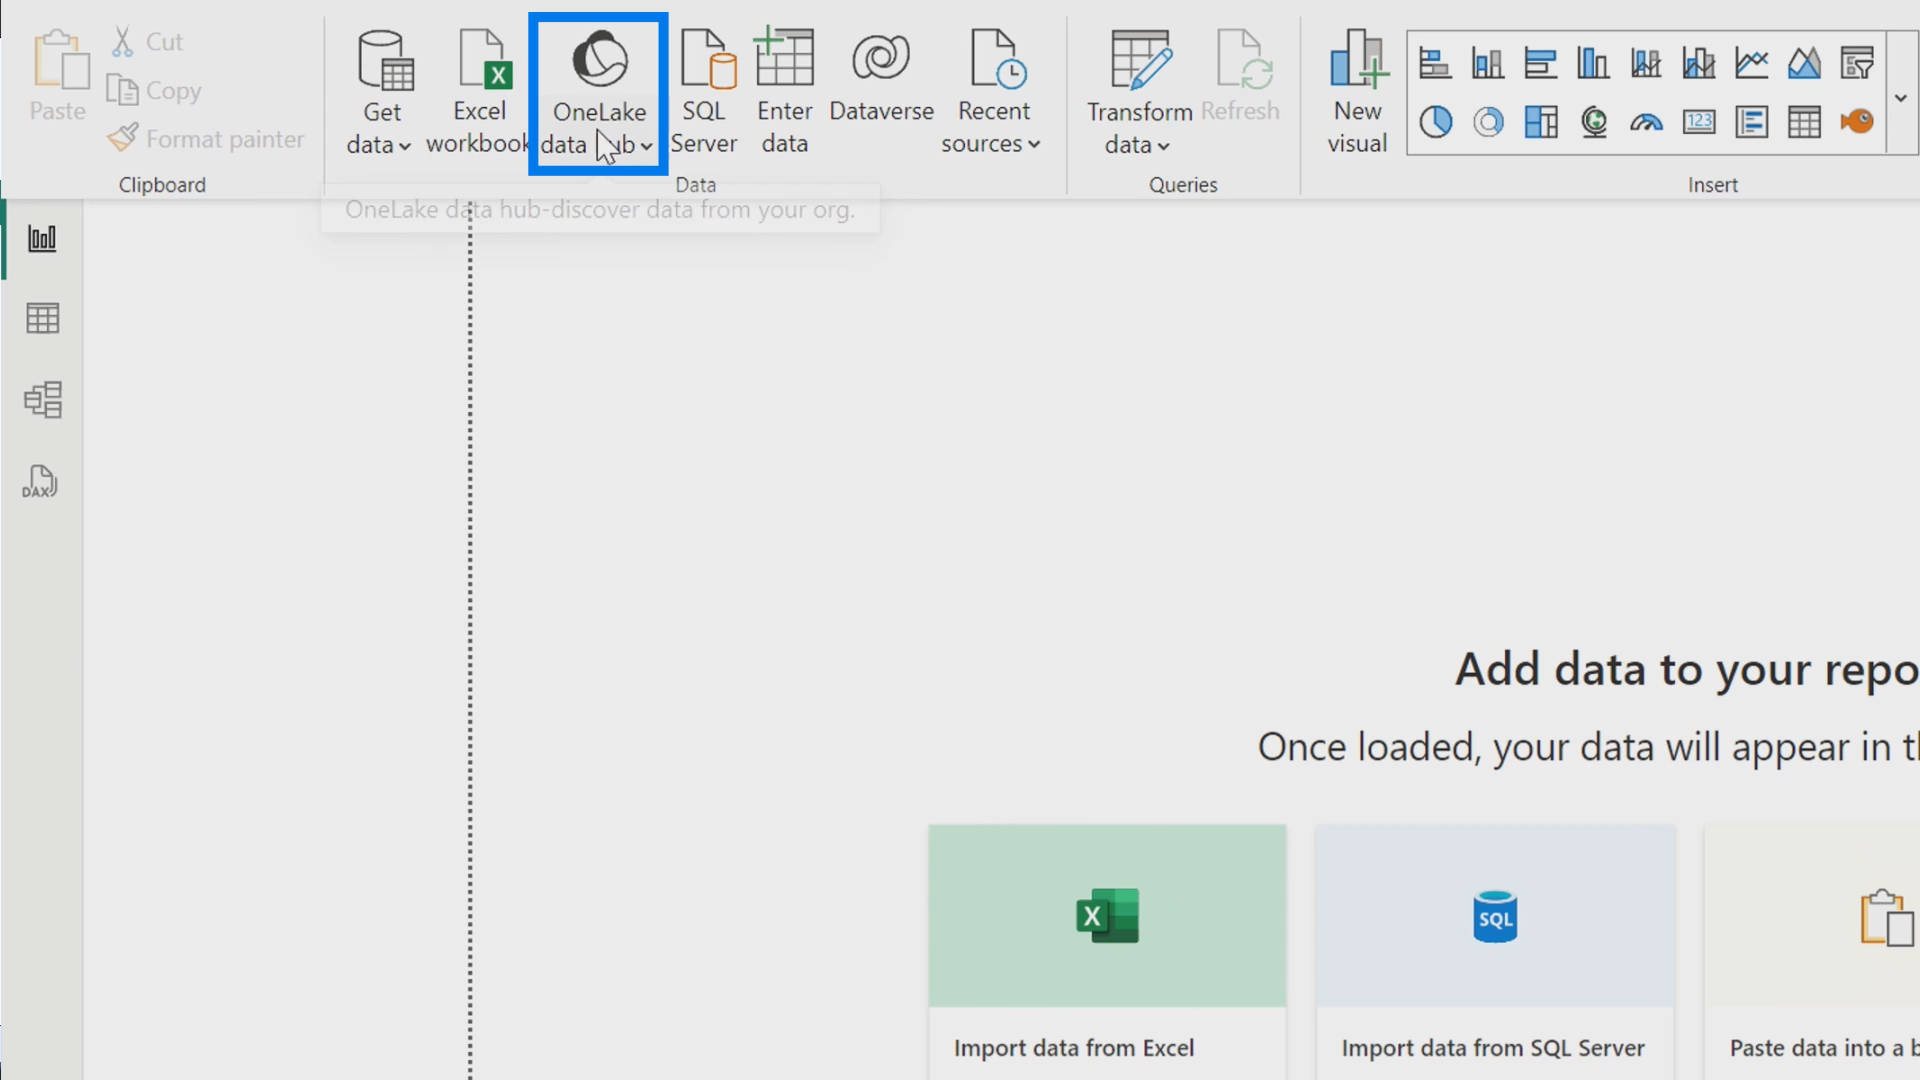 Paste
Cut
Copy
Format painter
Clipboard
Get
data
Excel
workbook
OneLake
data hub
SQL
Server
Enter
data
Dataverse
Recent
sources
Data
Transform
data
Refresh
Queries
New
visual
123
Insert
OneLake data hub-discover data from your org.
DAX
Add data to your repo
Once loaded, your data will appear in th
X
SQL
Import data from Excel
Import data from SQL Server
Paste data into a b